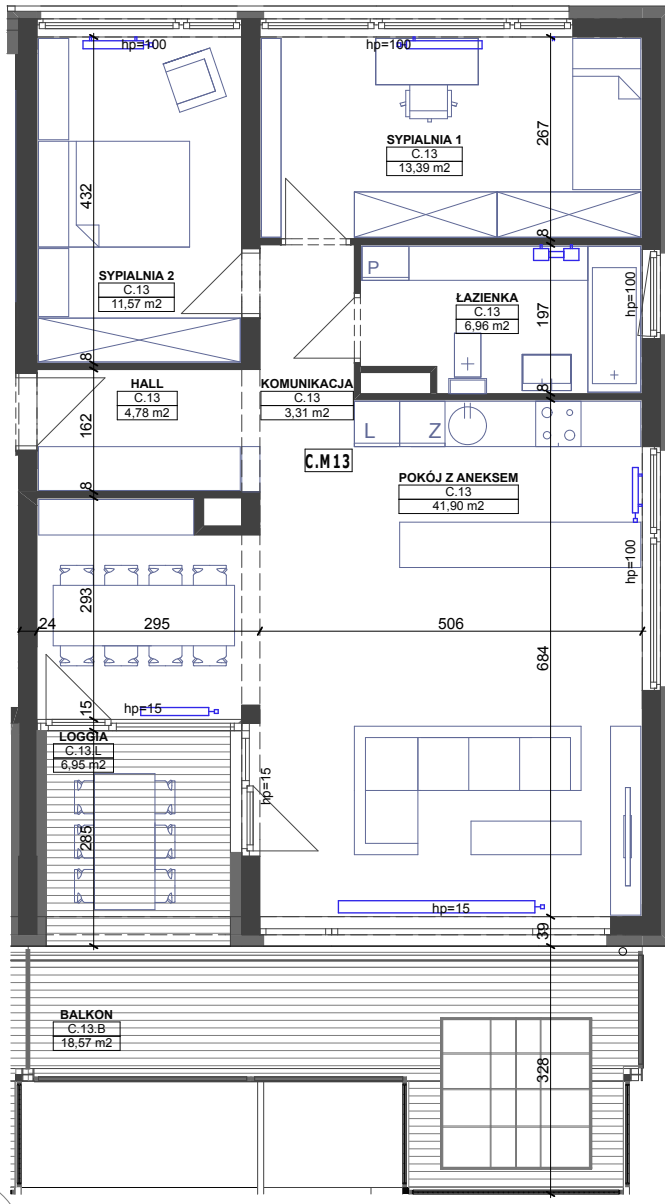 hp=100
hp=100
SYPIALNIA 1
C.13
13,39 m2
267
432
8
SYPIALNIA 2
C.13
11,57 m2
P
ŁAZIENKA
C.13
6,96 m2
197
hp=100
8
8
HALL
C.13
4,78 m2
KOMUNIKACJA
C.13
3,31 m2
162
L
Z
C.M13
POKÓJ Z ANEKSEM
C.13
41,90 m2
8
hp=100
293
24
295
506
684
15
hp=15
LOGGIA
C.13.L
6,95 m2
hp=15
285
hp=15
39
BALKON
C.13.B
18,57 m2
328